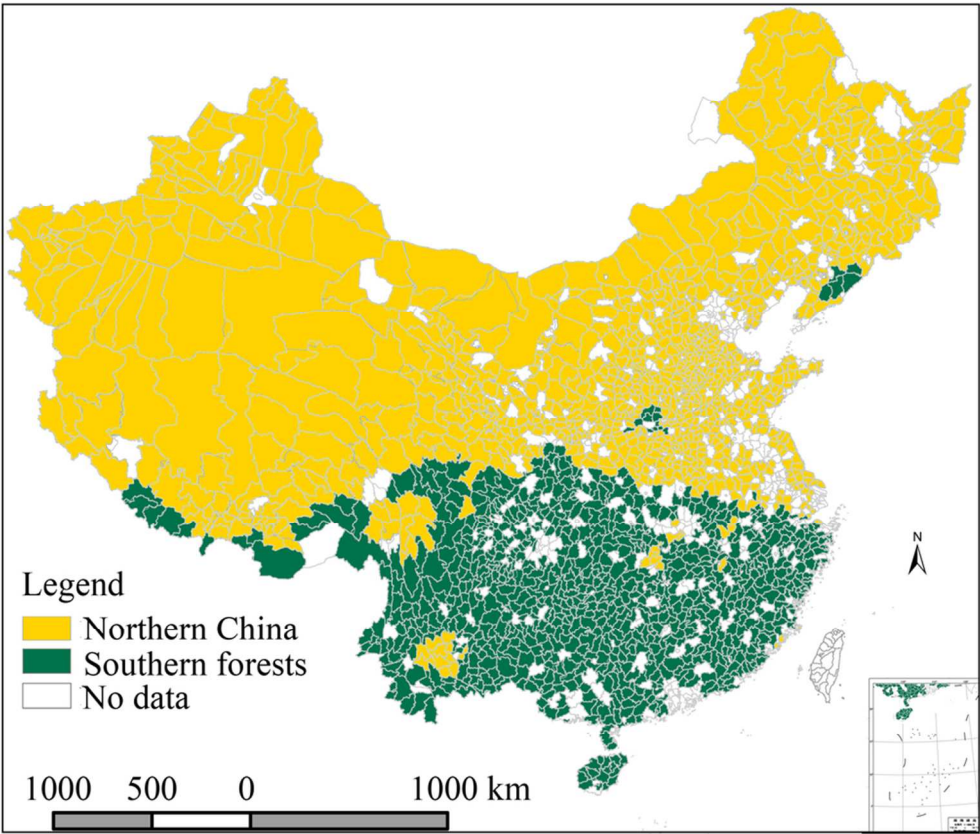 N
Legend
Northern China
Southern forests
No data
1000 500 0 1000 km